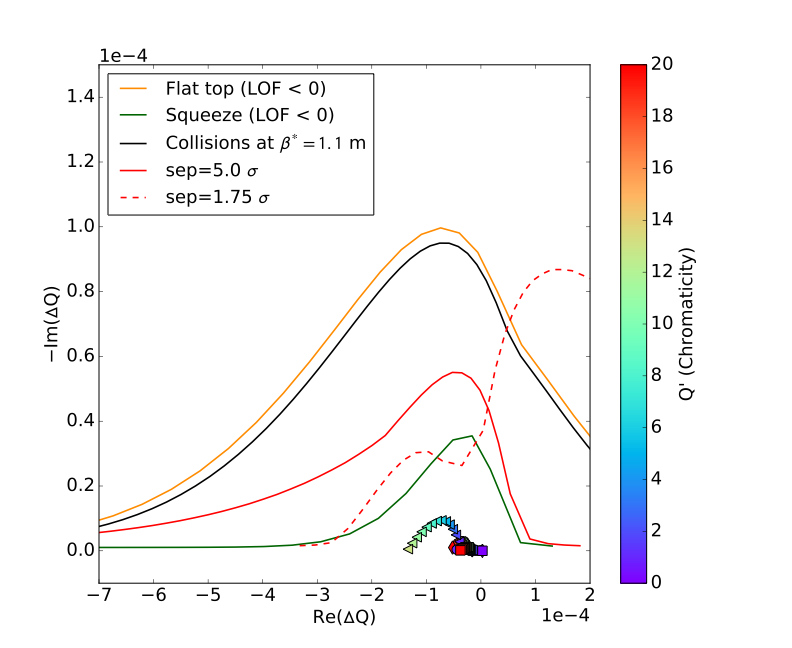 1e−4
Flat top (LOF < 0)
Squeeze (LOF < 0)
Collisions at β* = 1.1 m
sep=5.0 σ
sep=1.75 σ
1.4
1.2
1.0
0.8
0.6
0.4
0.2
0.0
−Im(ΔQ)
−7 −6 −5 −4 −3 −2 −1 0 1 2
Re(ΔQ)
1e−4
20
18
16
14
12
10
8
6
4
2
0
Q' (Chromaticity)